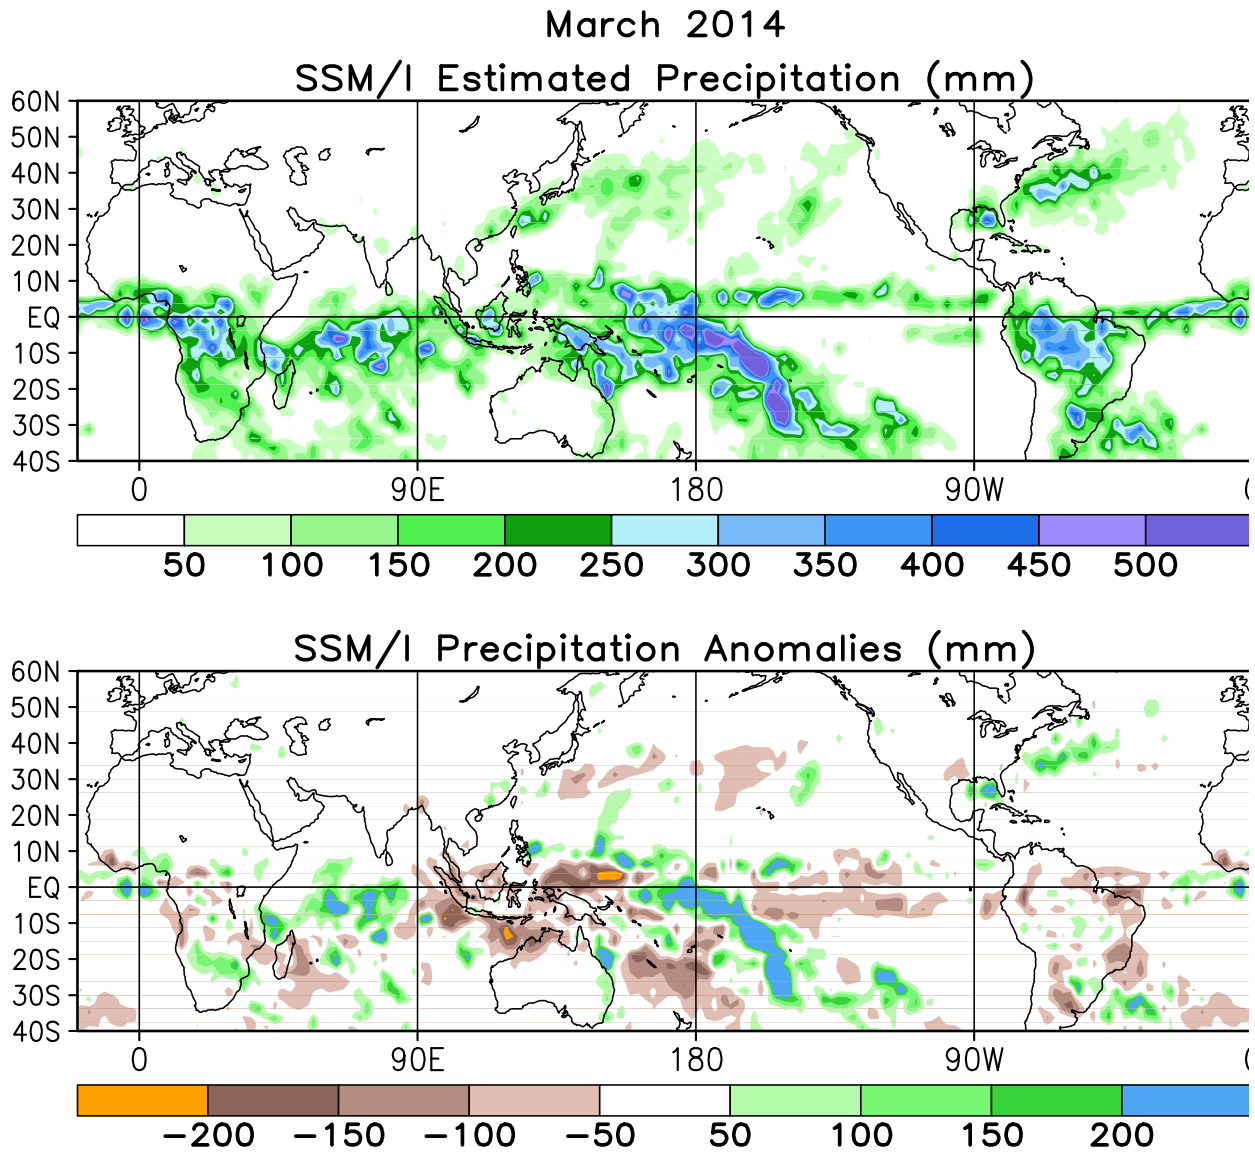 March 2014
SSM/I Estimated Precipitation (mm)
60N
50N
40N
30N
20N
10N
EQ
10S
20S
30S
40S
0 90E 180 90W 0
50 100 150 200 250 300 350 400 450 500
SSM/I Precipitation Anomalies (mm)
60N
50N
40N
30N
20N
10N
EQ
10S
20S
30S
40S
0 90E 180 90W 0
−200 −150 −100 −50 50 100 150 200